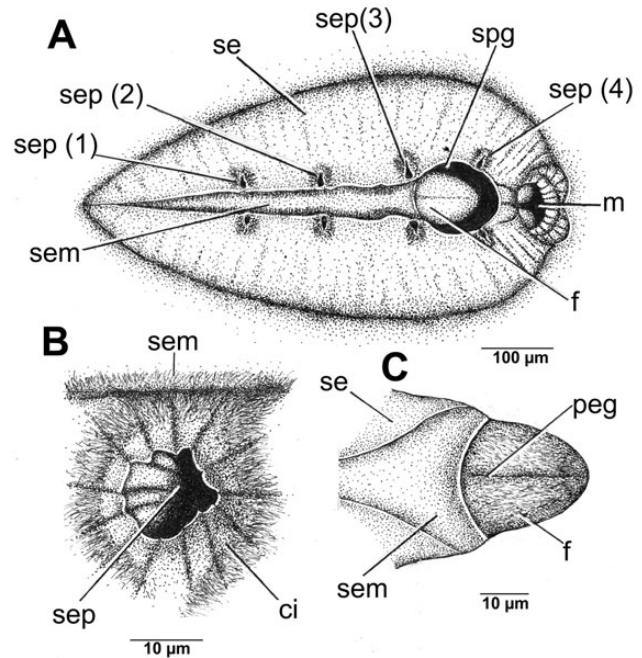 A
sep(3)
spg
se
sep (2)
sep (4)
sep (1)
m
sem
f
100 µm
B
sem
C
se
peg
sem
f
sep
ci
10 µm
10 µm